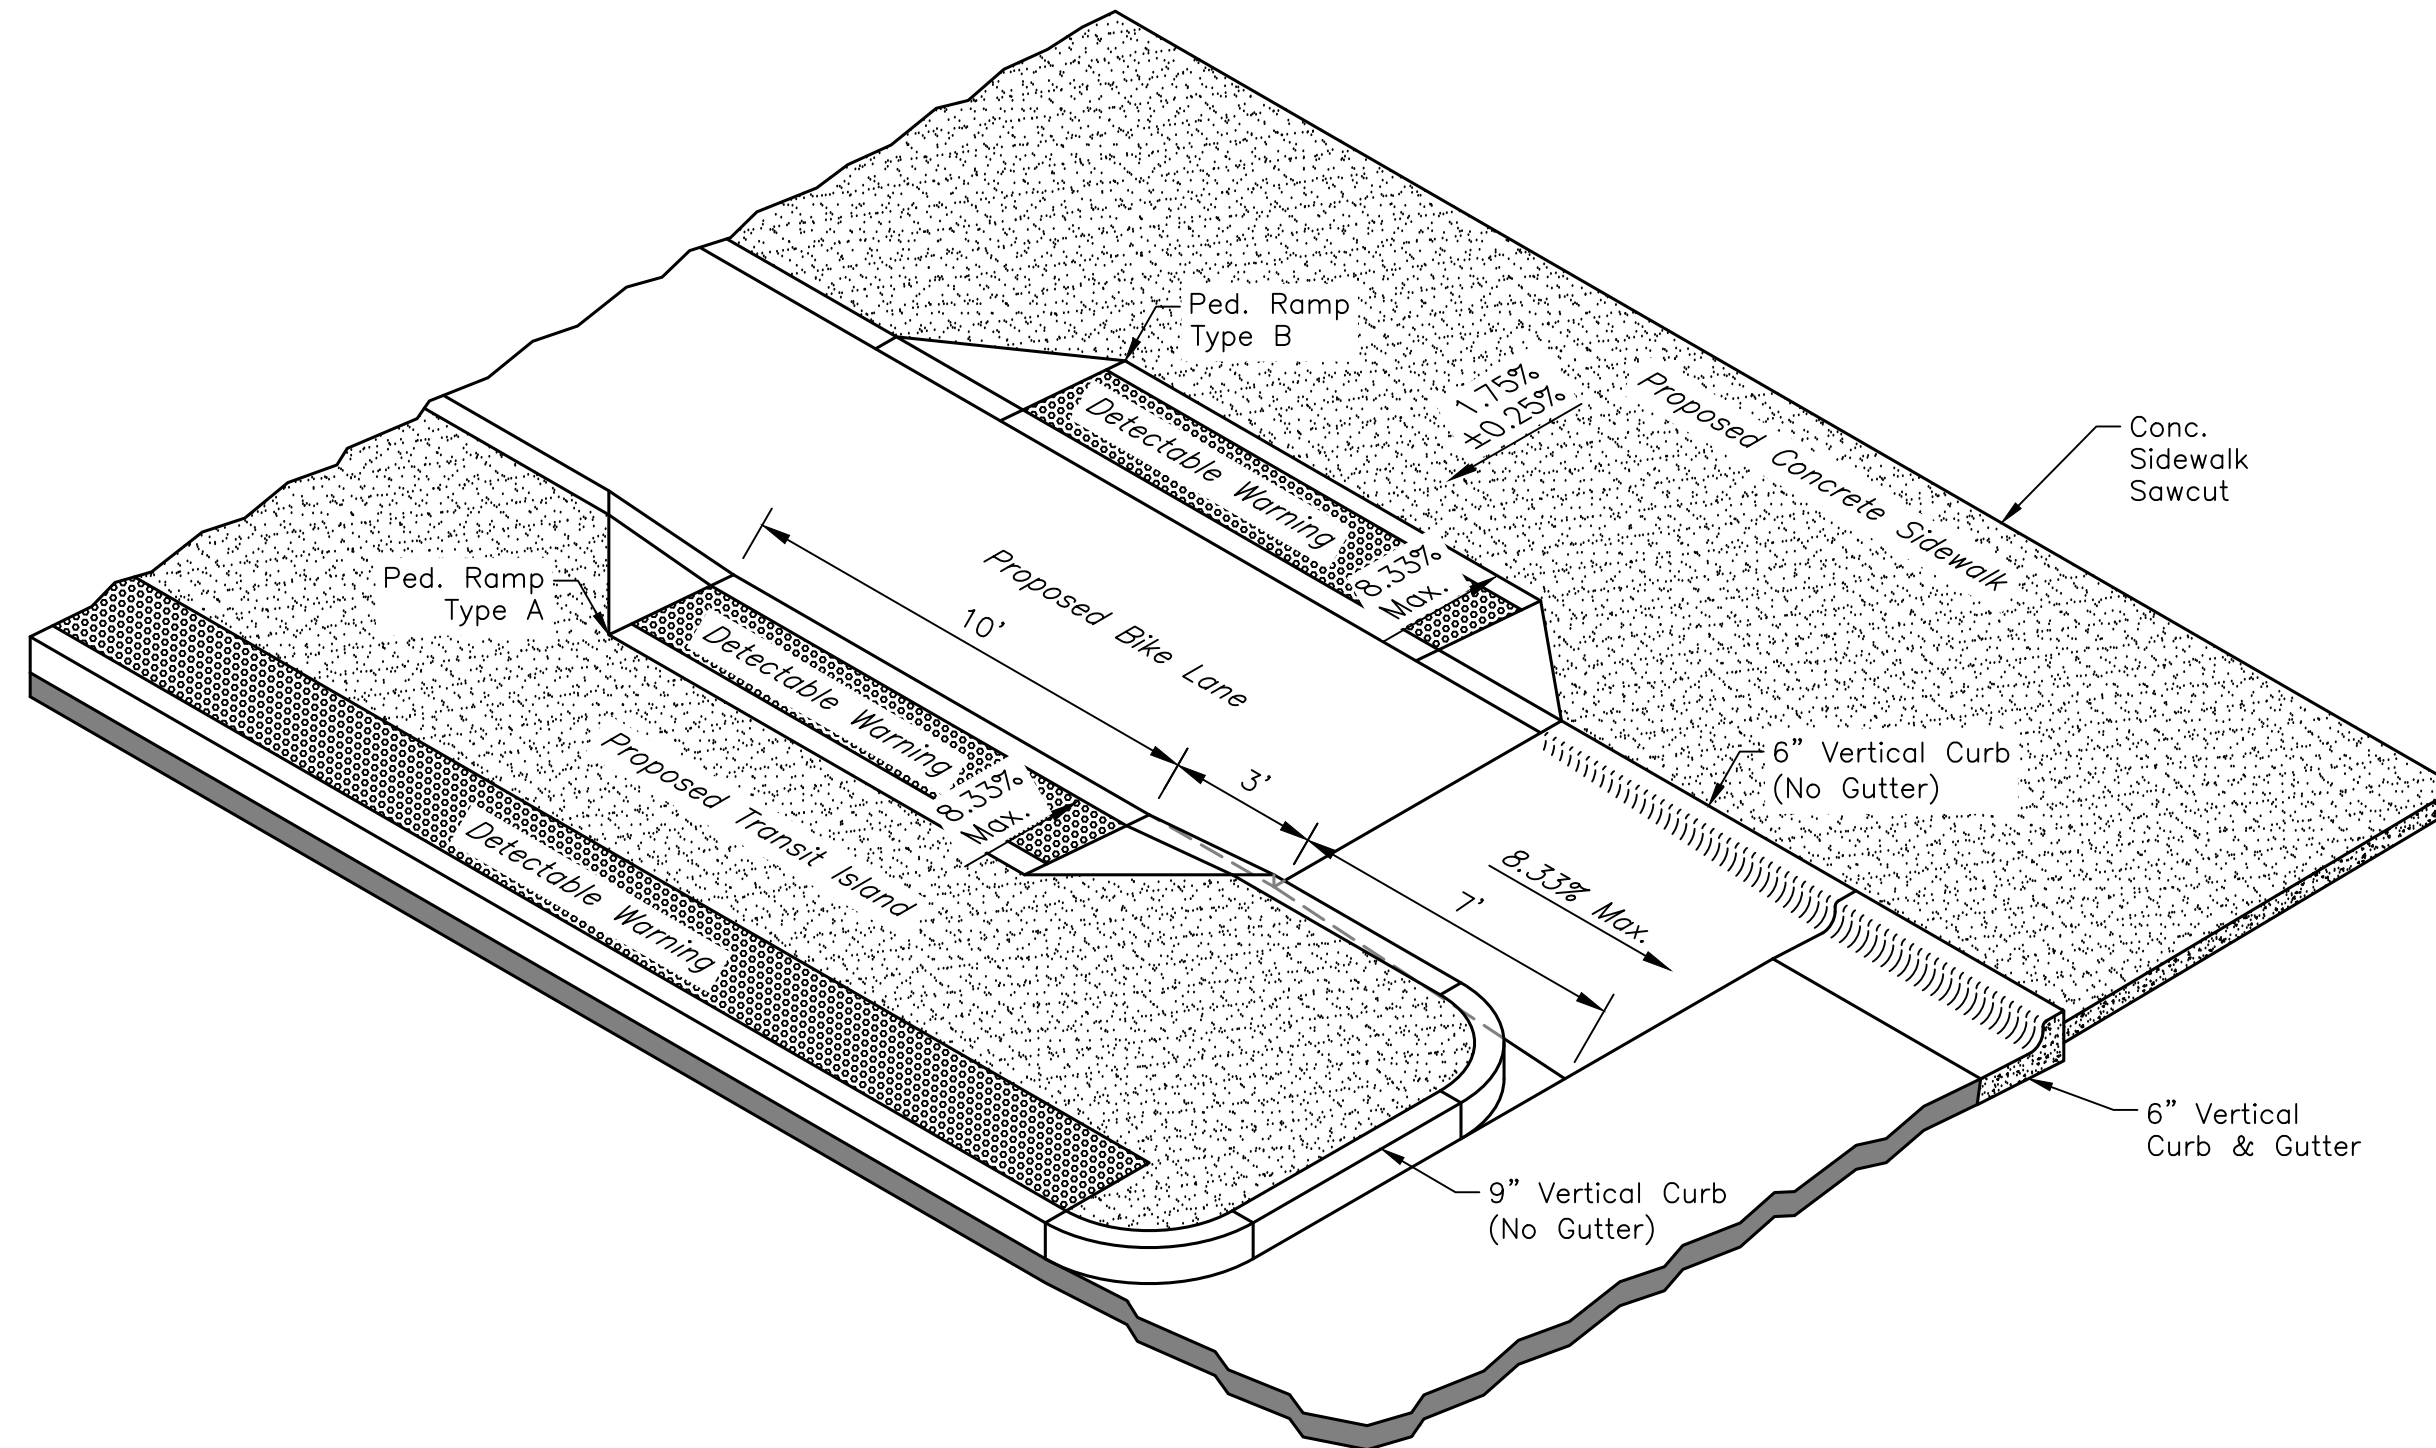 Ped. Ramp
Type B
1.75%
±0.25%
Proposed Concrete Sidewalk
Conc.
Sidewalk
Sawcut
Detectable Warning
8.33%
Max.
Ped. Ramp
Type A
10'
Proposed Bike Lane
Detectable Warning
8.33%
Max.
3'
6” Vertical Curb
(No Gutter)
Proposed Transit Island
Detectable Warning
7'
8.33% Max.
6” Vertical
Curb & Gutter
9” Vertical Curb
(No Gutter)